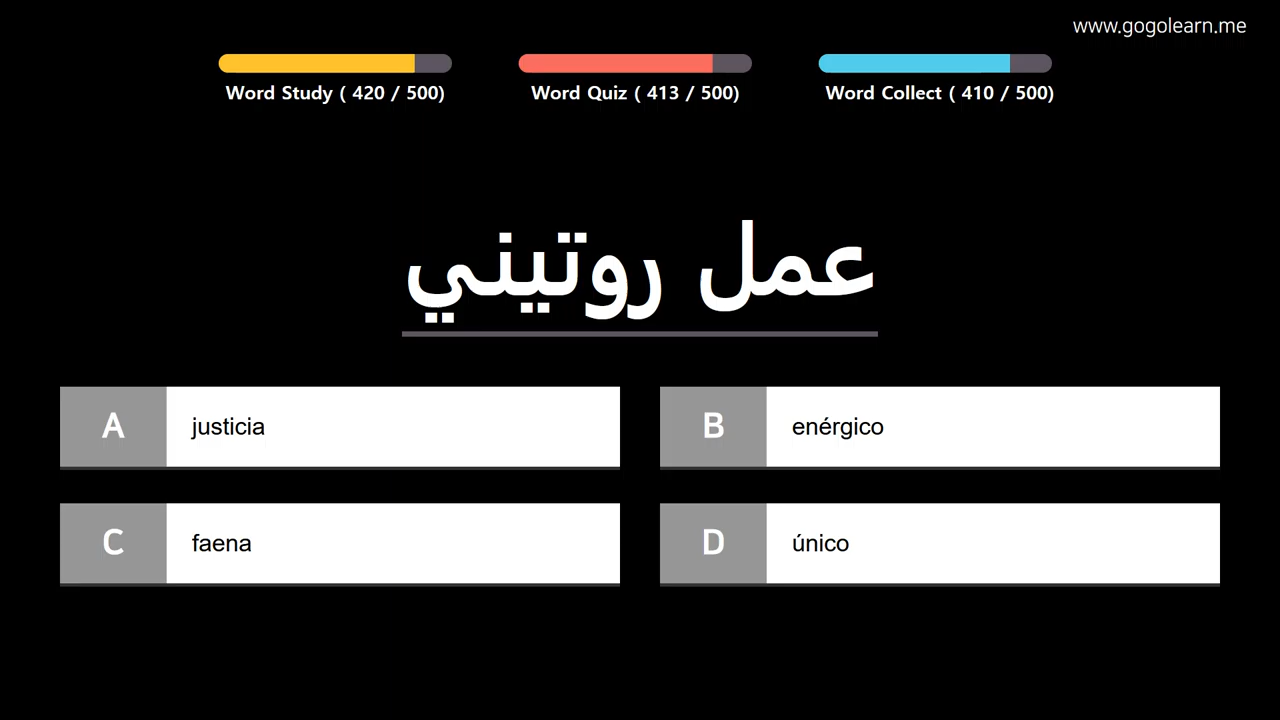 www.gogolearn.me
Word Study ( 420 / 500)
Word Quiz ( 413 / 500)
Word Collect ( 410 / 500)
عمل روتيني
A justicia
B enérgico
C faena
D único